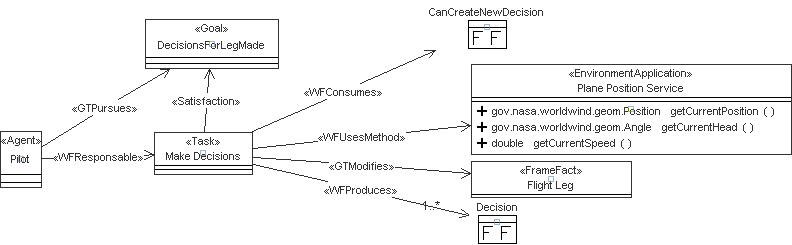 CanCreateNewDecision
F F
«Goal»
DecisionsForLegMade
«EnvironmentApplication»
Plane Position Service
+ gov.nasa.worldwind.geom.Position getCurrentPosition ( )
+ gov.nasa.worldwind.geom.Angle getCurrentHead ( )
+ double getCurrentSpeed ( )
«GTPursues»
«Satisfaction»
«WFConsumes»
«Agent»
Pilot
«WFResponsable»
«Task»
Make Decisions
«WFUsesMethod»
«GTModifies»
«WFProduces»
1..*
«FrameFact»
Flight Leg
Decision
F F